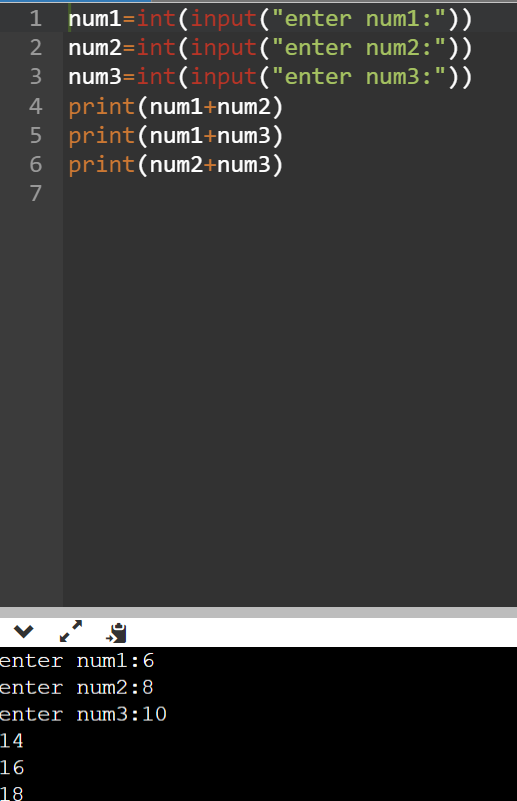 1 num1=int(input("enter num1:"))
2 num2=int(input("enter num2:"))
3 num3=int(input("enter num3:"))
4 print(num1+num2)
5 print(num1+num3)
6 print(num2+num3)
7
enter num1:6
enter num2:8
enter num3:10
14
16
18